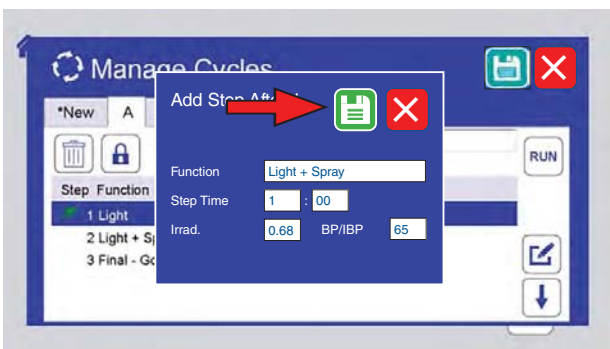 Manage Cycles
*New A
Add Step After
RUN
Step Function
Function Light + Spray
Step Time 1 : 00
Irrad. 0.68 BP/IBP 65
1 Light
2 Light + Sp
3 Final - Go